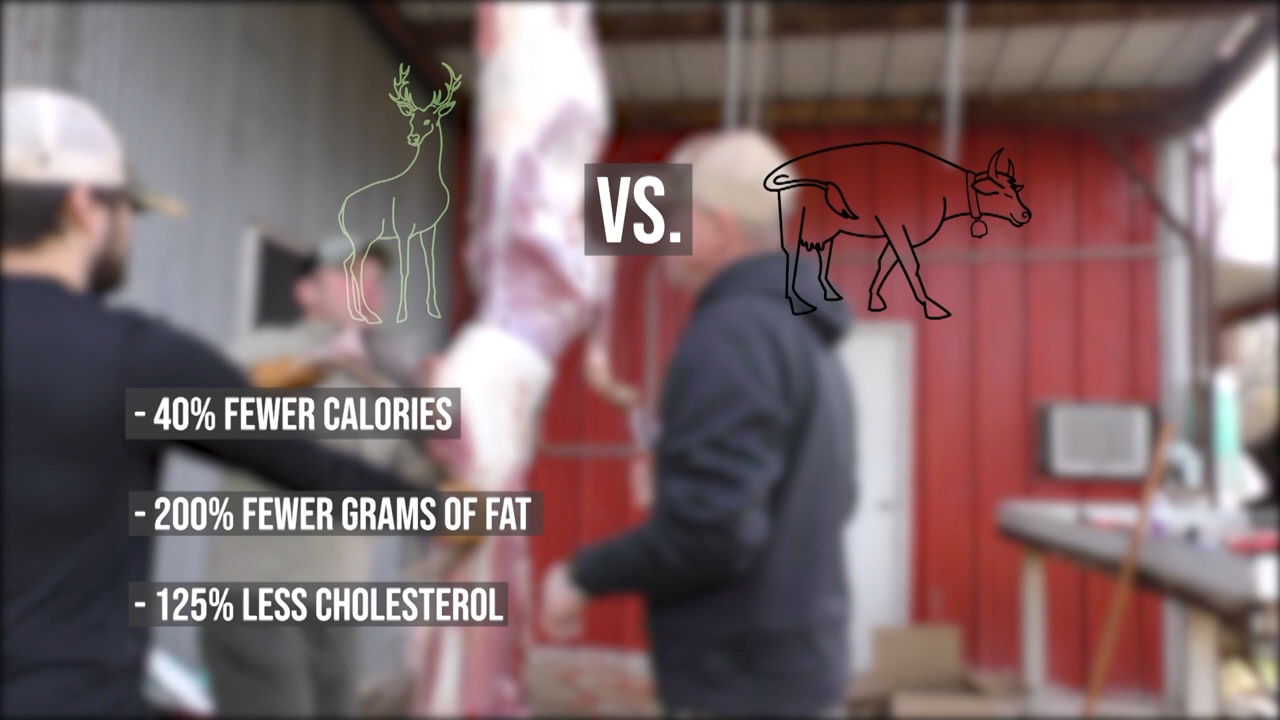 VS.
- 40% FEWER CALORIES
- 200% FEWER GRAMS OF FAT
- 125% LESS CHOLESTEROL